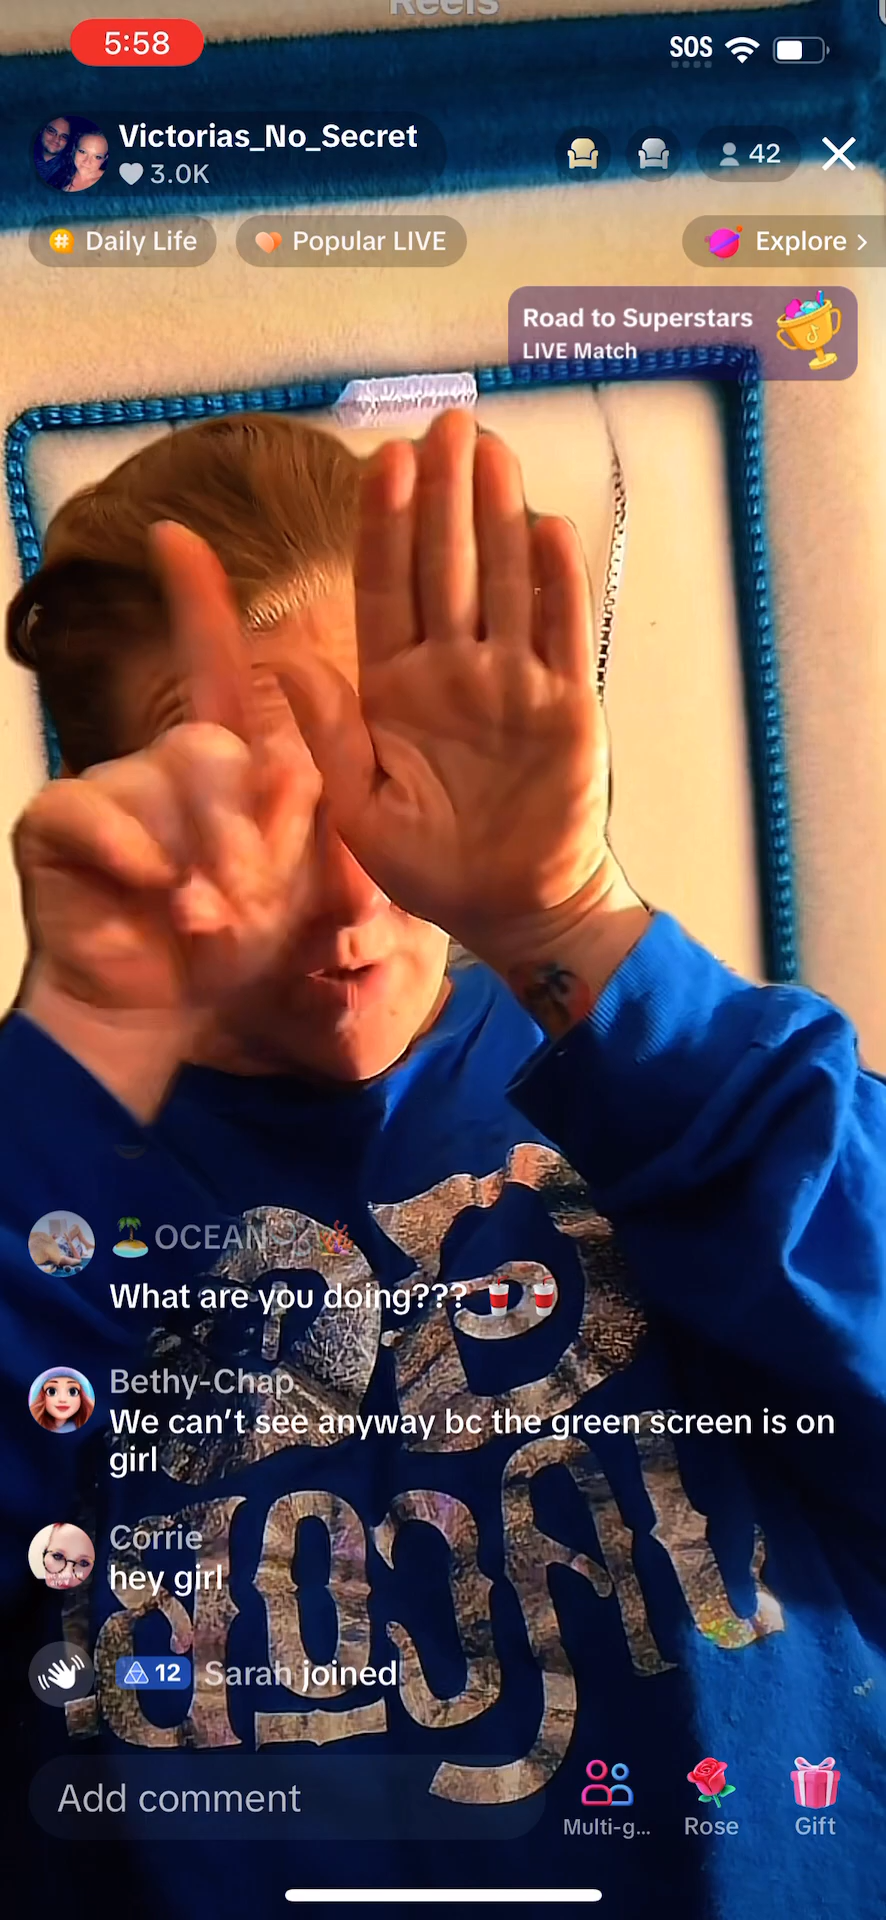 Reels
5:58
SOS
Victorias_No_Secret
3.0K
42
Daily Life
Popular LIVE
Explore >
Road to Superstars
LIVE Match
OCEAN
What are you doing???
Bethy-Chap
We can't see anyway bc the green screen is on
girl
Corrie
hey girl
12 Sarah joined
Add comment
Multi-g...
Rose
Gift